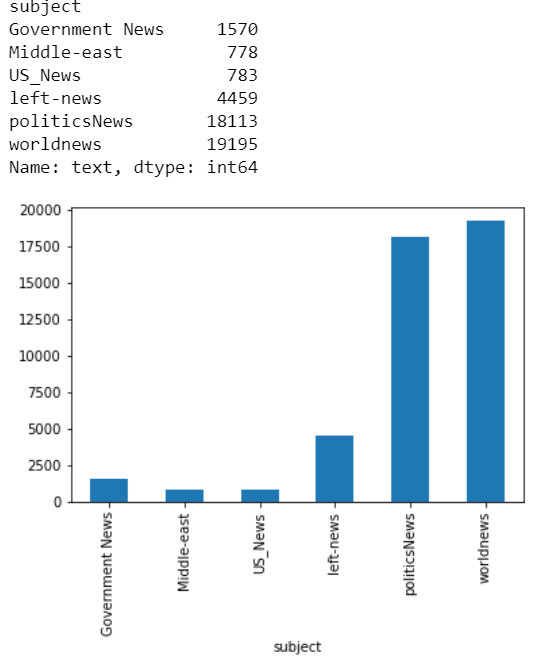 subject
Government News 1570
Middle-east 778
US_News 783
left-news 4459
politicsNews 18113
worldnews 19195
Name: text, dtype: int64
20000
17500
15000
12500
10000
7500
5000
2500
0
Government News
Middle-east
US_News
left-news
politicsNews
worldnews
subject